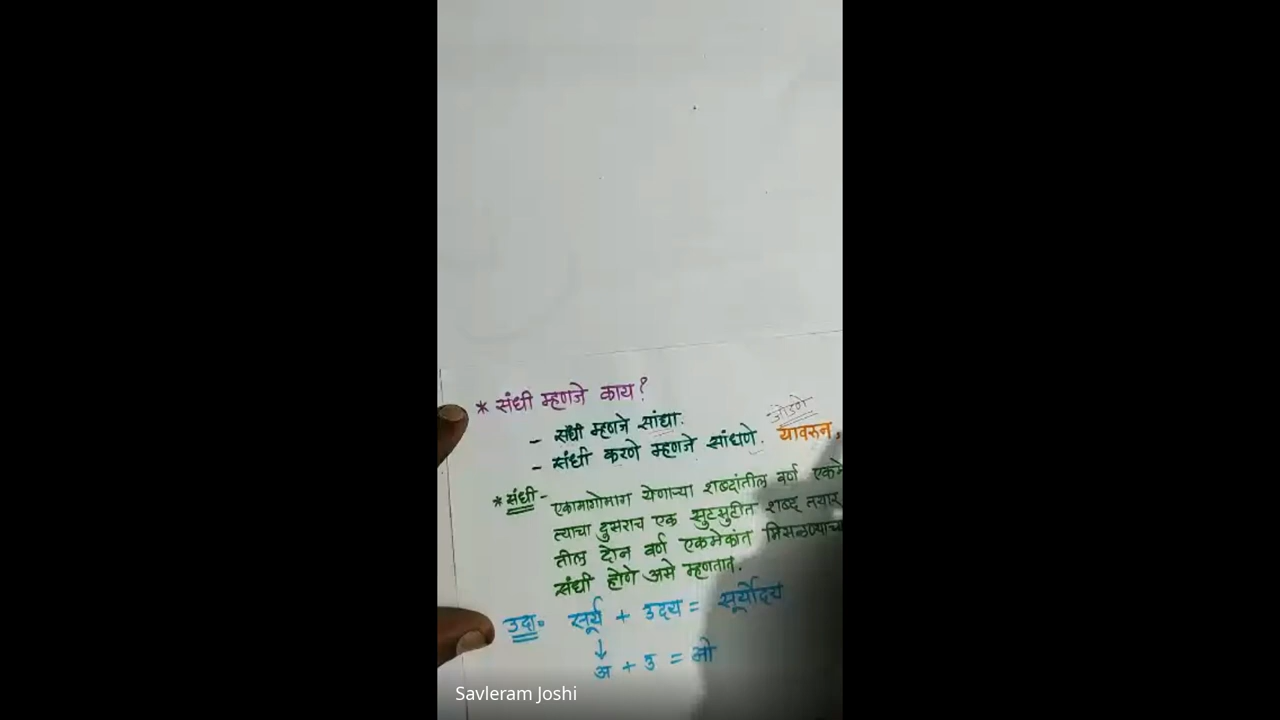 * संधी म्हणजे काय?
- संधी म्हणजे सांधा.
जोडणे
- संधी करणे म्हणजे सांधणे. यावरून,
* संधी - एकामागोमाग येणाऱ्या शब्दांतील वर्ण एकमे
त्याचा दुसराच एक सुटसुटीत शब्द तयार
तील दोन वर्ण एकमेकांत मिसळण्याच्या
संधी होणे असे म्हणतात.
उदा० सूर्य + उदय = सूर्योदय
↓
अ + उ = ओ
Savleram Joshi